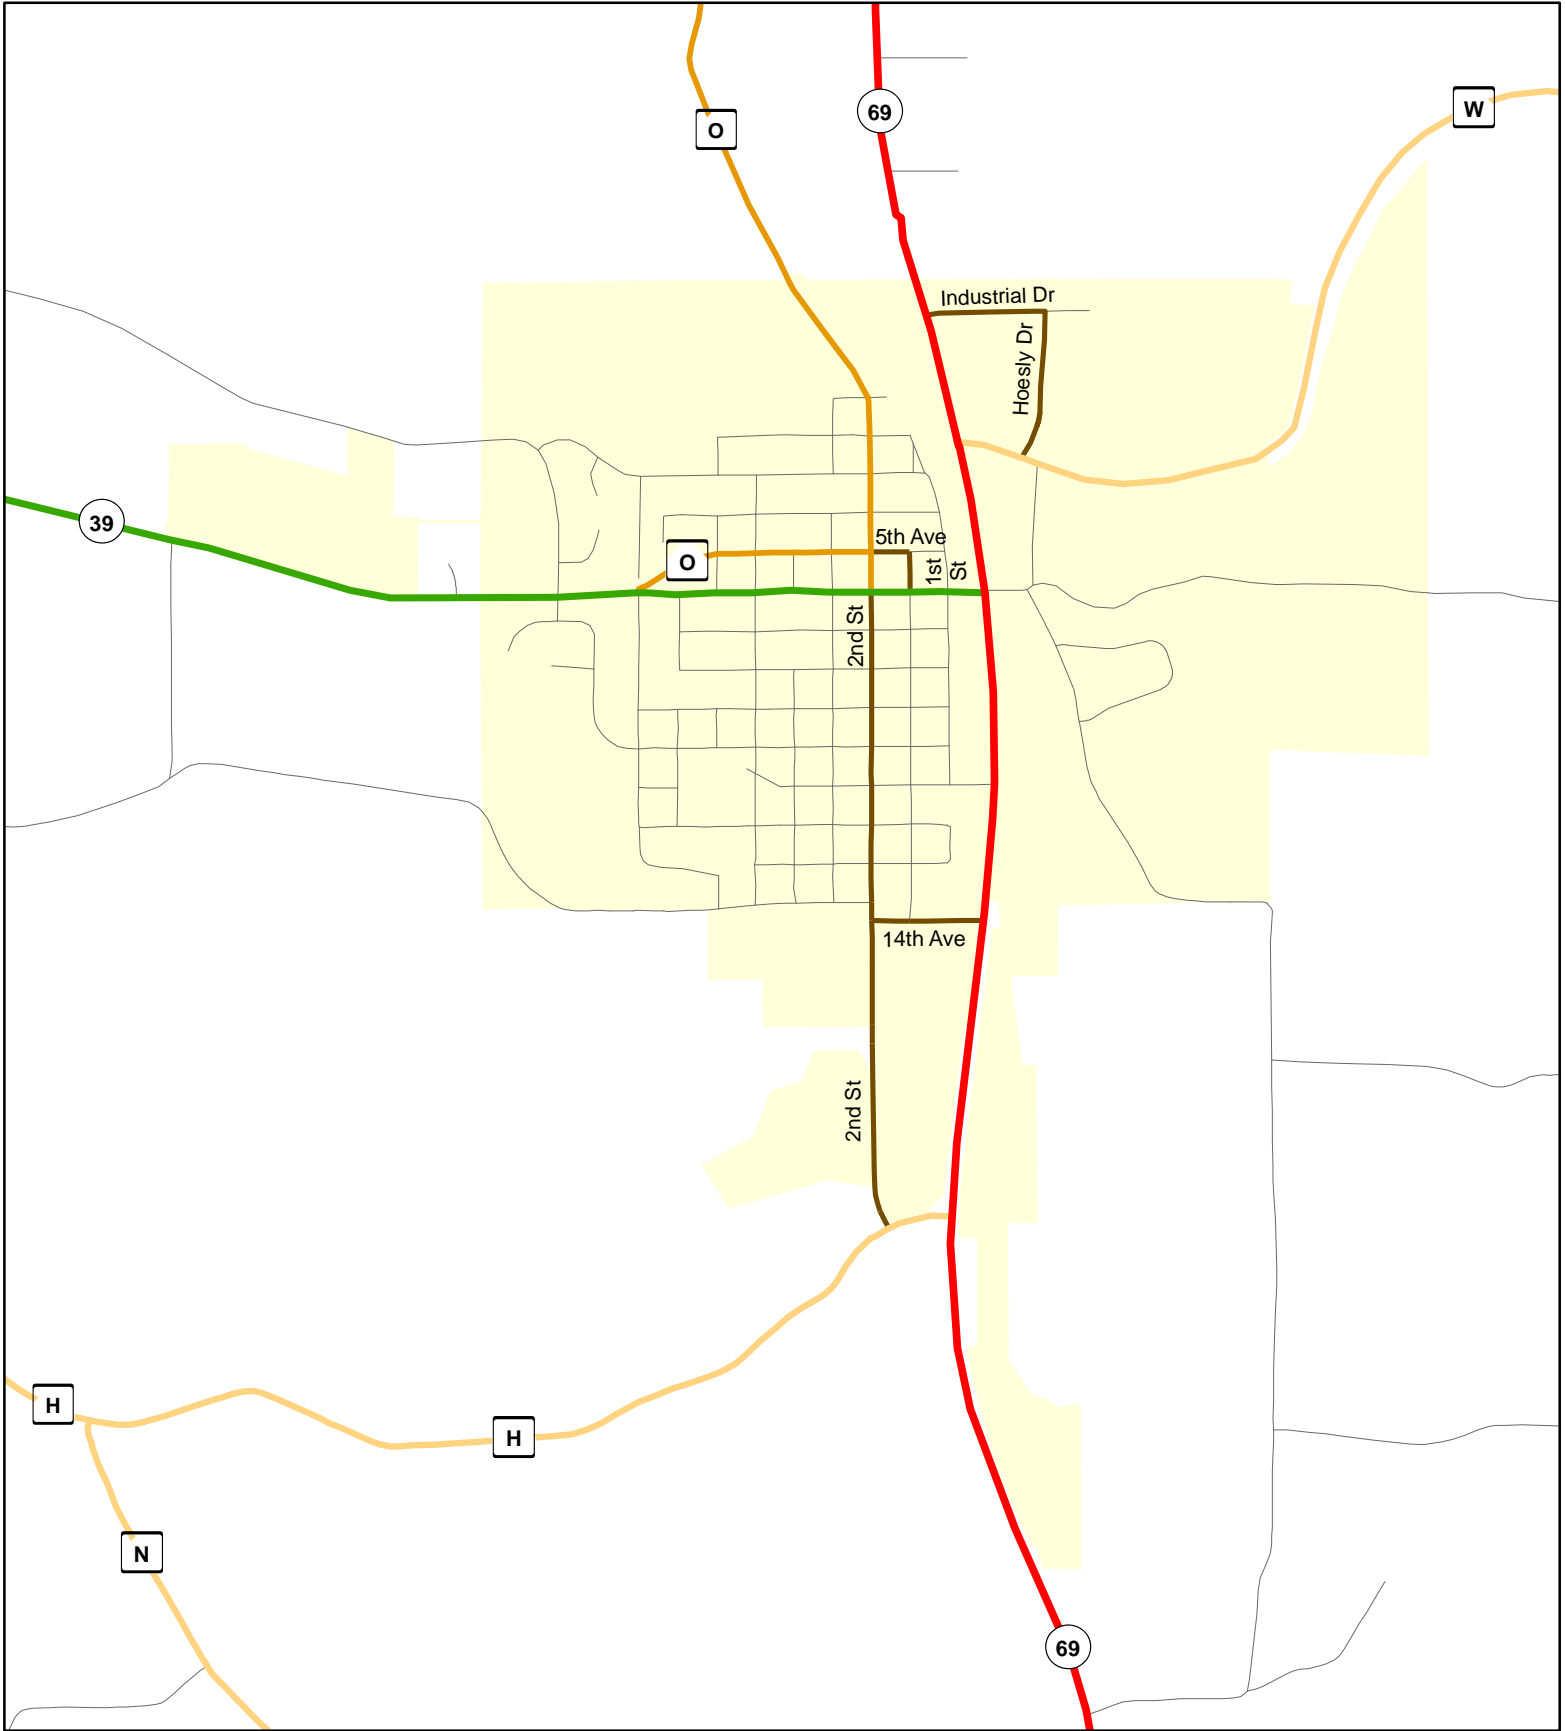 69
W
O
Industrial Dr
Hoesly Dr
39
5th Ave
O
1st
St
2nd St
14th Ave
2nd St
H
H
N
69